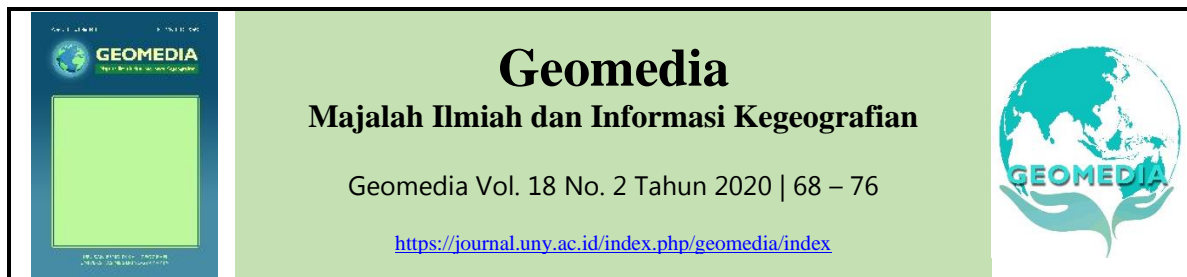 GEOMEDIA
Geomedia
Majalah Ilmiah dan Informasi Kegeografian
Geomedia Vol. 18 No. 2 Tahun 2020 | 68 – 76
https://journal.uny.ac.id/index.php/geomedia/index
GEOMEDIA